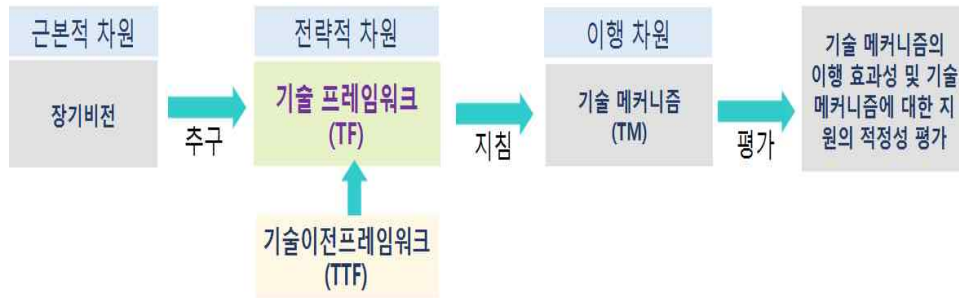 근본적 차원
장기비전
추구
전략적 차원
기술 프레임워크
(TF)
기술이전프레임워크
(TTF)
지침
이행 차원
기술 메커니즘
(TM)
평가
기술 메커니즘의
이행 효과성 및 기술
메커니즘에 대한 지
원의 적정성 평가